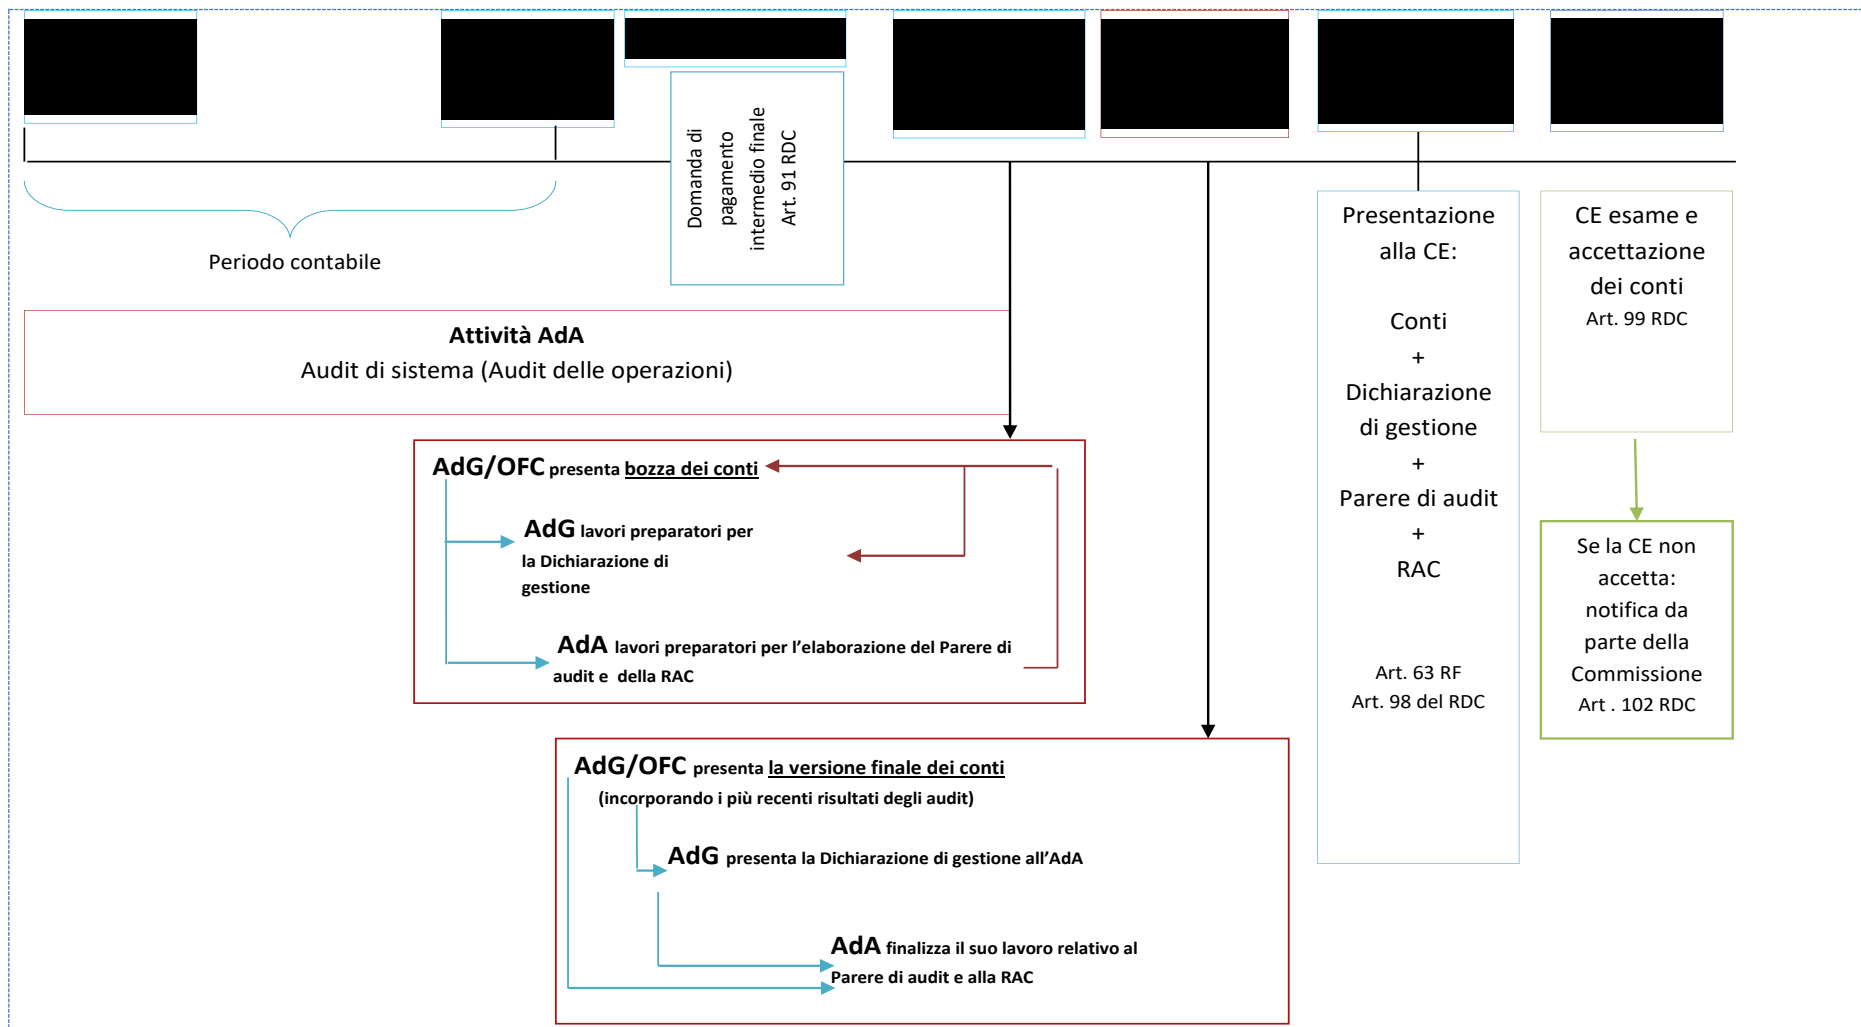 Domanda di
pagamento
intermedio finale
Art. 91 RDC
Periodo contabile
Attività AdA
Audit di sistema (Audit delle operazioni)
AdG/OFC presenta bozza dei conti
AdG lavori preparatori per
la Dichiarazione di
gestione
AdA lavori preparatori per l’elaborazione del Parere di
audit e della RAC
AdG/OFC presenta la versione finale dei conti
(incorporando i più recenti risultati degli audit)
AdG presenta la Dichiarazione di gestione all’AdA
AdA finalizza il suo lavoro relativo al
Parere di audit e alla RAC
Presentazione
alla CE:
Conti
+
Dichiarazione
di gestione
+
Parere di audit
+
RAC
Art. 63 RF
Art. 98 del RDC
CE esame e
accettazione
dei conti
Art. 99 RDC
Se la CE non
accetta:
notifica da
parte della
Commissione
Art . 102 RDC